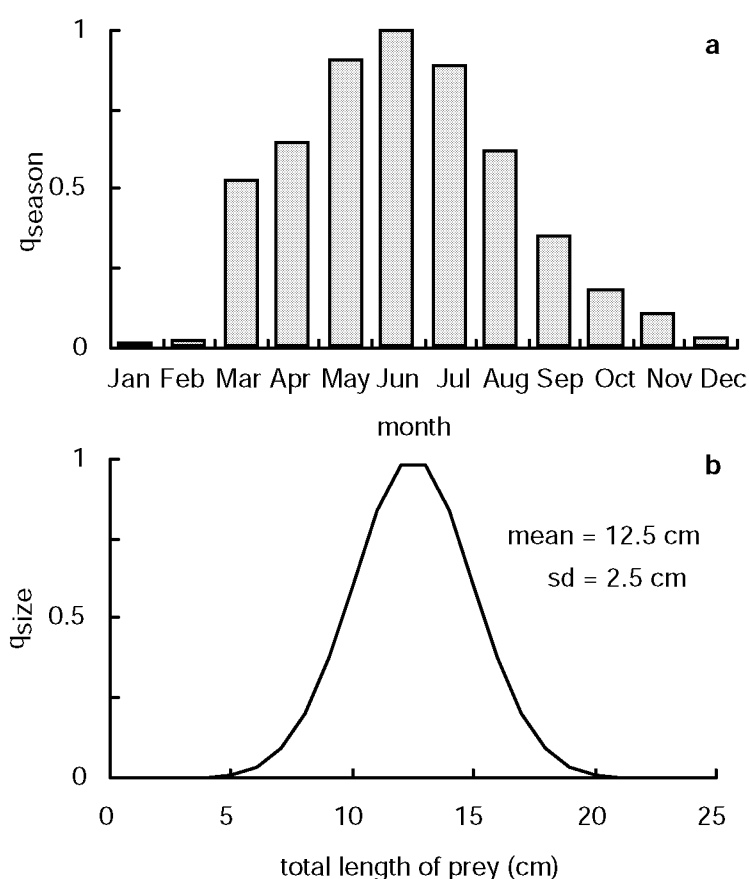 1
a
0.5
qseason
0
Jan Feb Mar Apr May Jun Jul Aug Sep Oct Nov Dec
month
1
b
mean = 12.5 cm
sd = 2.5 cm
0.5
qsize
0
0 5 10 15 20 25
total length of prey (cm)